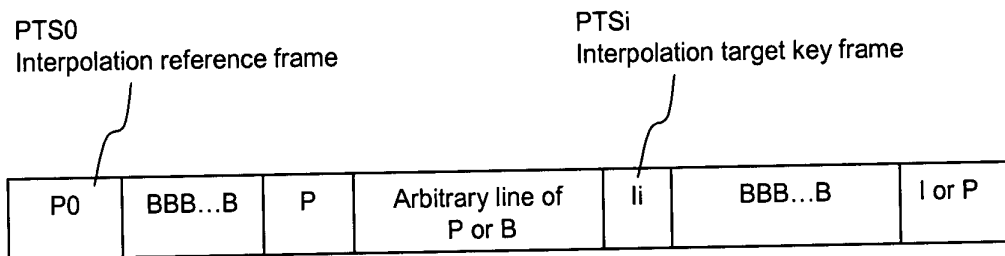 PTS0
Interpolation reference frame
PTSi
Interpolation target key frame
P0
BBB...B
P
Arbitrary line of
P or B
Ii
BBB...B
I or P